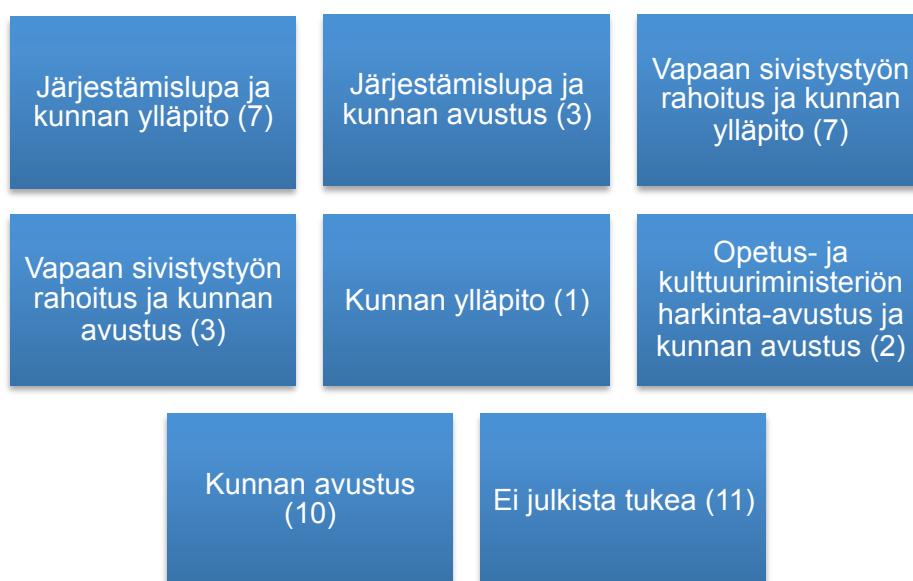 Järjestämislupa ja
kunnan ylläpito (7)
Järjestämislupa ja
kunnan avustus (3)
Vapaan sivistystyön
rahoitus ja kunnan
ylläpito (7)
Vapaan sivistystyön
rahoitus ja kunnan
avustus (3)
Kunnan ylläpito (1)
Opetus- ja
kulttuuriministeriön
harkinta-avustus ja
kunnan avustus (2)
Kunnan avustus
(10)
Ei julkista tukea (11)